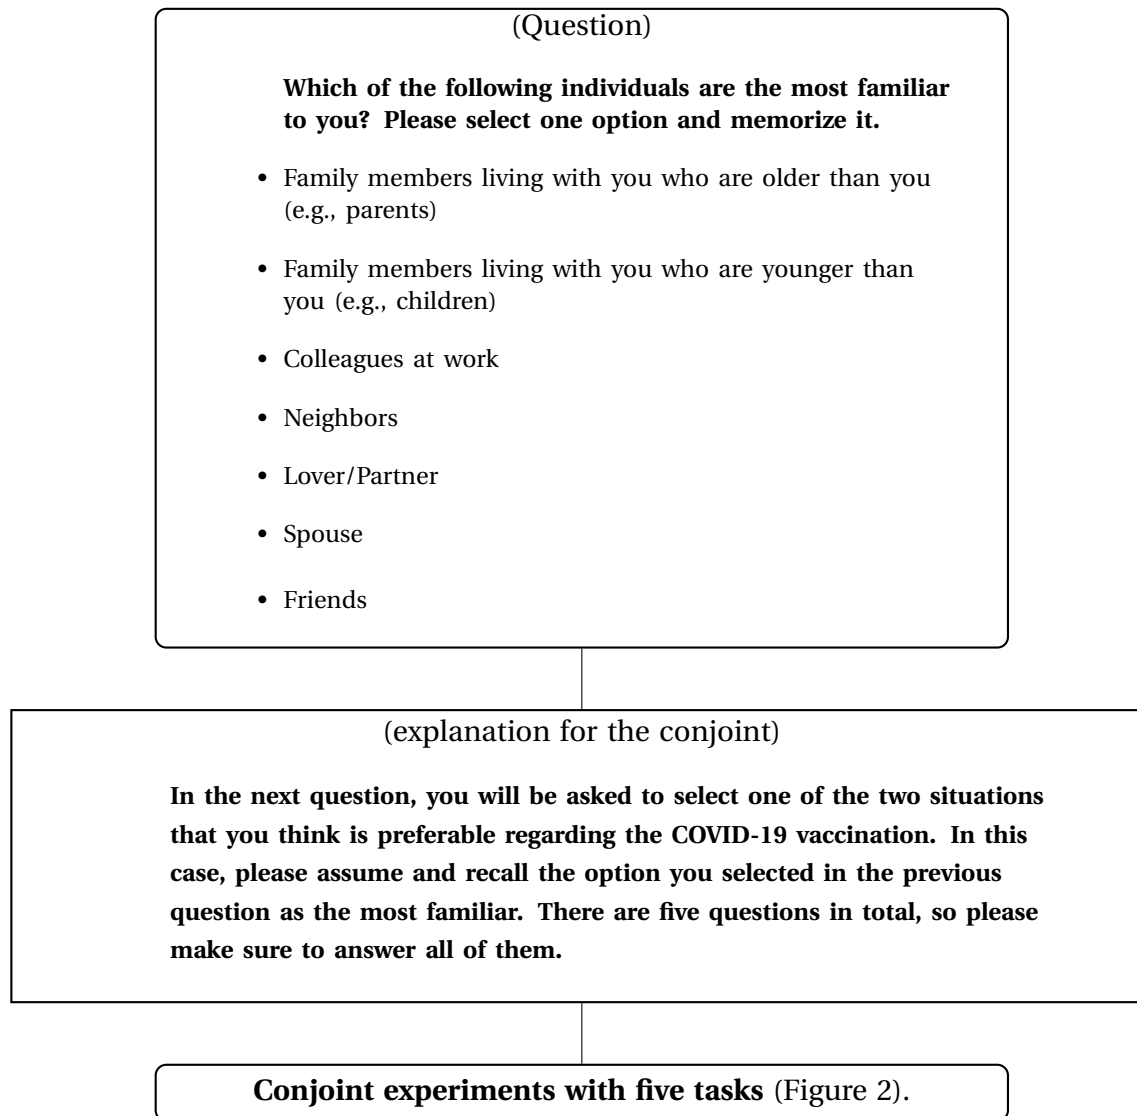 (Question)
Which of the following individuals are the most familiar
to you? Please select one option and memorize it.
• Family members living with you who are older than you
(e.g., parents)
• Family members living with you who are younger than
you (e.g., children)
• Colleagues at work
• Neighbors
• Lover/Partner
• Spouse
• Friends
(explanation for the conjoint)
In the next question, you will be asked to select one of the two situations
that you think is preferable regarding the COVID-19 vaccination. In this
case, please assume and recall the option you selected in the previous
question as the most familiar. There are five questions in total, so please
make sure to answer all of them.
Conjoint experiments with five tasks (Figure 2).